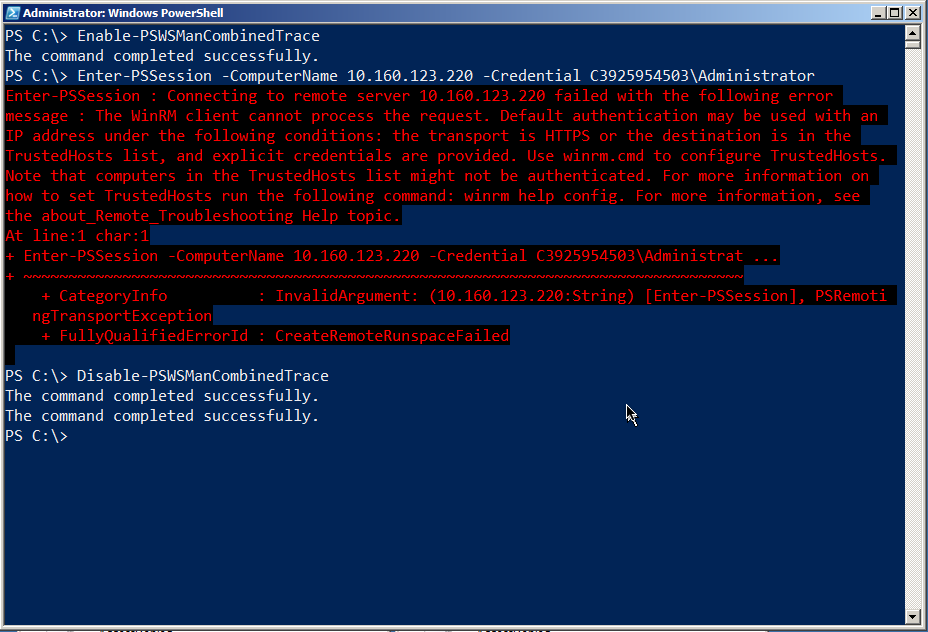 Administrator: Windows PowerShell
PS C:\> Enable-PSWSManCombinedTrace
The command completed successfully.
PS C:\> Enter-PSSession -ComputerName 10.160.123.220 -Credential C3925954503\Administrator
Enter-PSSession : Connecting to remote server 10.160.123.220 failed with the following error
message : The WinRM client cannot process the request. Default authentication may be used with an
IP address under the following conditions: the transport is HTTPS or the destination is in the
TrustedHosts list, and explicit credentials are provided. Use winrm.cmd to configure TrustedHosts.
Note that computers in the TrustedHosts list might not be authenticated. For more information on
how to set TrustedHosts run the following command: winrm help config. For more information, see
the about_Remote_Troubleshooting Help topic.
At line:1 char:1
+ Enter-PSSession -ComputerName 10.160.123.220 -Credential C3925954503\Administrat ...
+ ~~~~~~~~~~~~~~~~~~~~~~~~~~~~~~~~~~~~~~~~~~~~~~~~~~~~~~~~~~~~~~~~~~~~~~~~~~~~~~~~
    + CategoryInfo          : InvalidArgument: (10.160.123.220:String) [Enter-PSSession], PSRemoti
   ngTransportException
    + FullyQualifiedErrorId : CreateRemoteRunspaceFailed
PS C:\> Disable-PSWSManCombinedTrace
The command completed successfully.
The command completed successfully.
PS C:\>